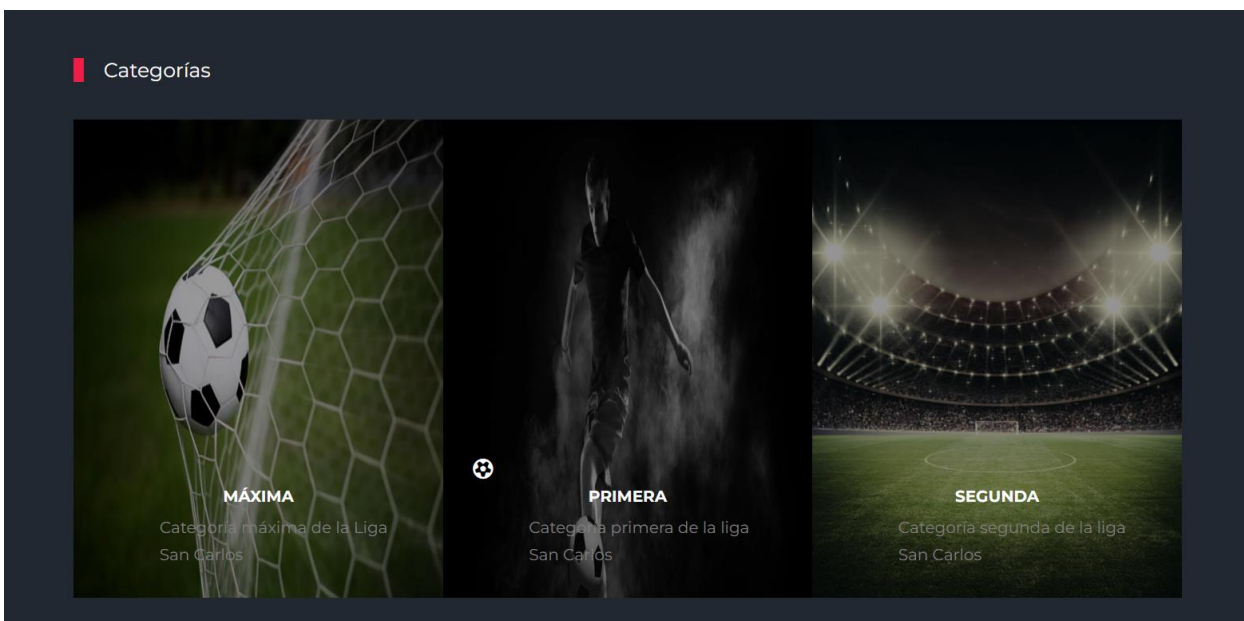 Categorías
MÁXIMA
Categoría máxima de la Liga
San Carlos
PRIMERA
Categoría primera de la liga
San Carlos
SEGUNDA
Categoría segunda de la liga
San Carlos